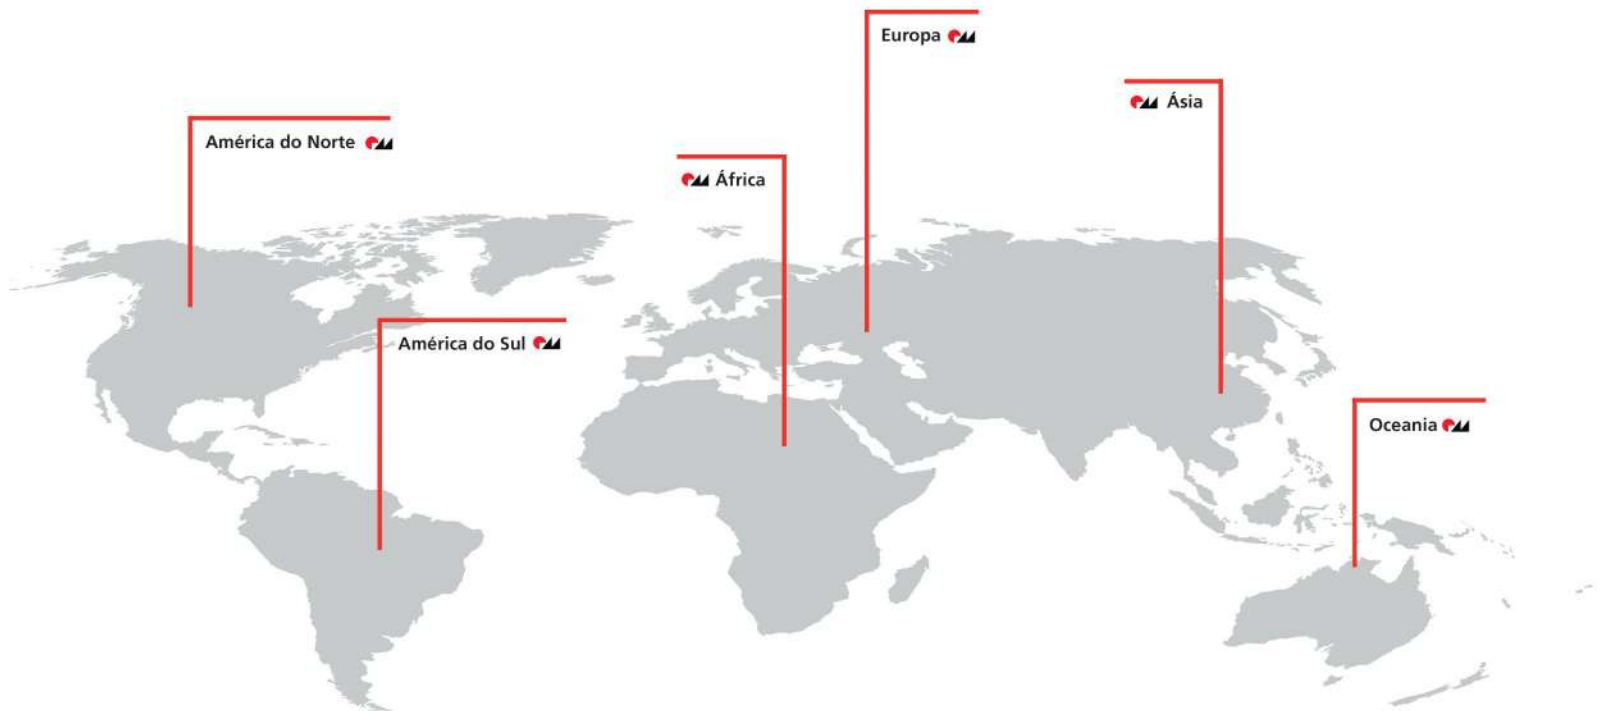 Europa
Ásia
América do Norte
África
América do Sul
Oceania